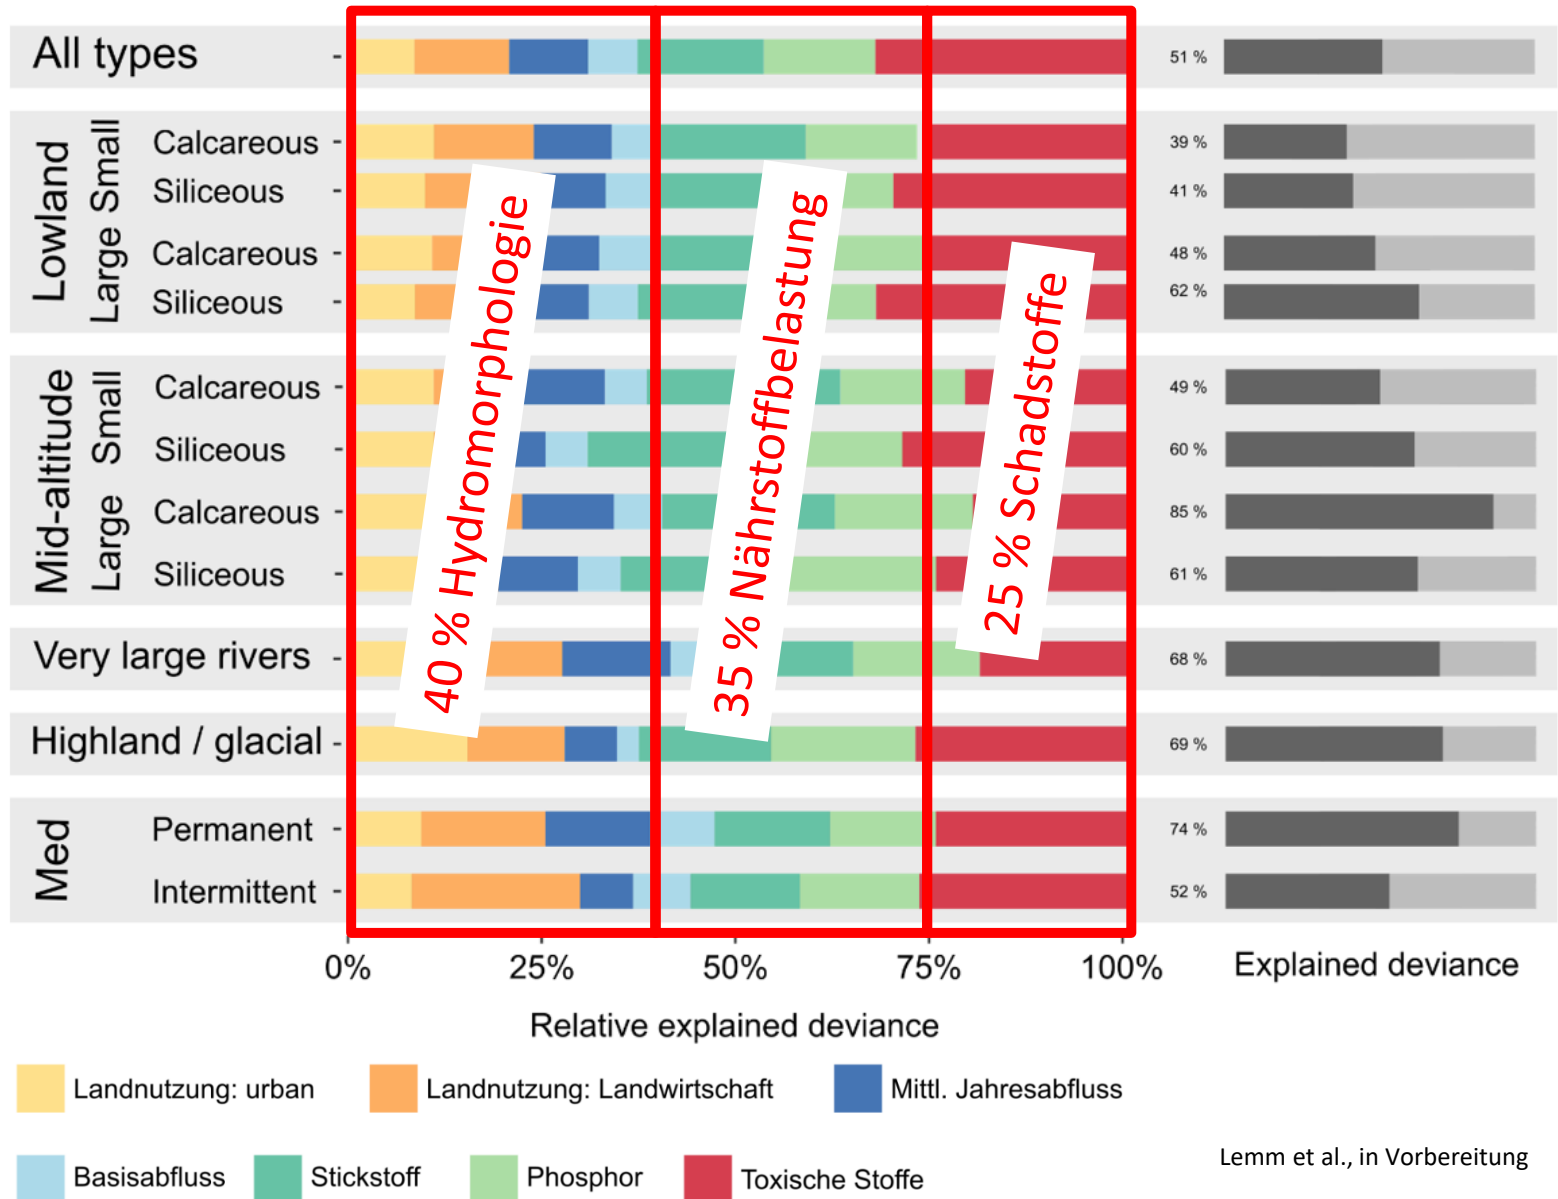 All types
51 %
Lowland
Small
Calcareous
39 %
Siliceous
41 %
Large
Calcareous
48 %
Siliceous
62 %
Mid-altitude
Small
Calcareous
49 %
Siliceous
60 %
Large
Calcareous
85 %
Siliceous
61 %
Very large rivers
68 %
Highland / glacial
69 %
Med
Permanent
74 %
Intermittent
52 %
40 % Hydromorphologie
35 % Nährstoffbelastung
25 % Schadstoffe
0% 25% 50% 75% 100%
Relative explained deviance
Explained deviance
Landnutzung: urban
Landnutzung: Landwirtschaft
Mittl. Jahresabfluss
Basisabfluss
Stickstoff
Phosphor
Toxische Stoffe
Lemm et al., in Vorbereitung